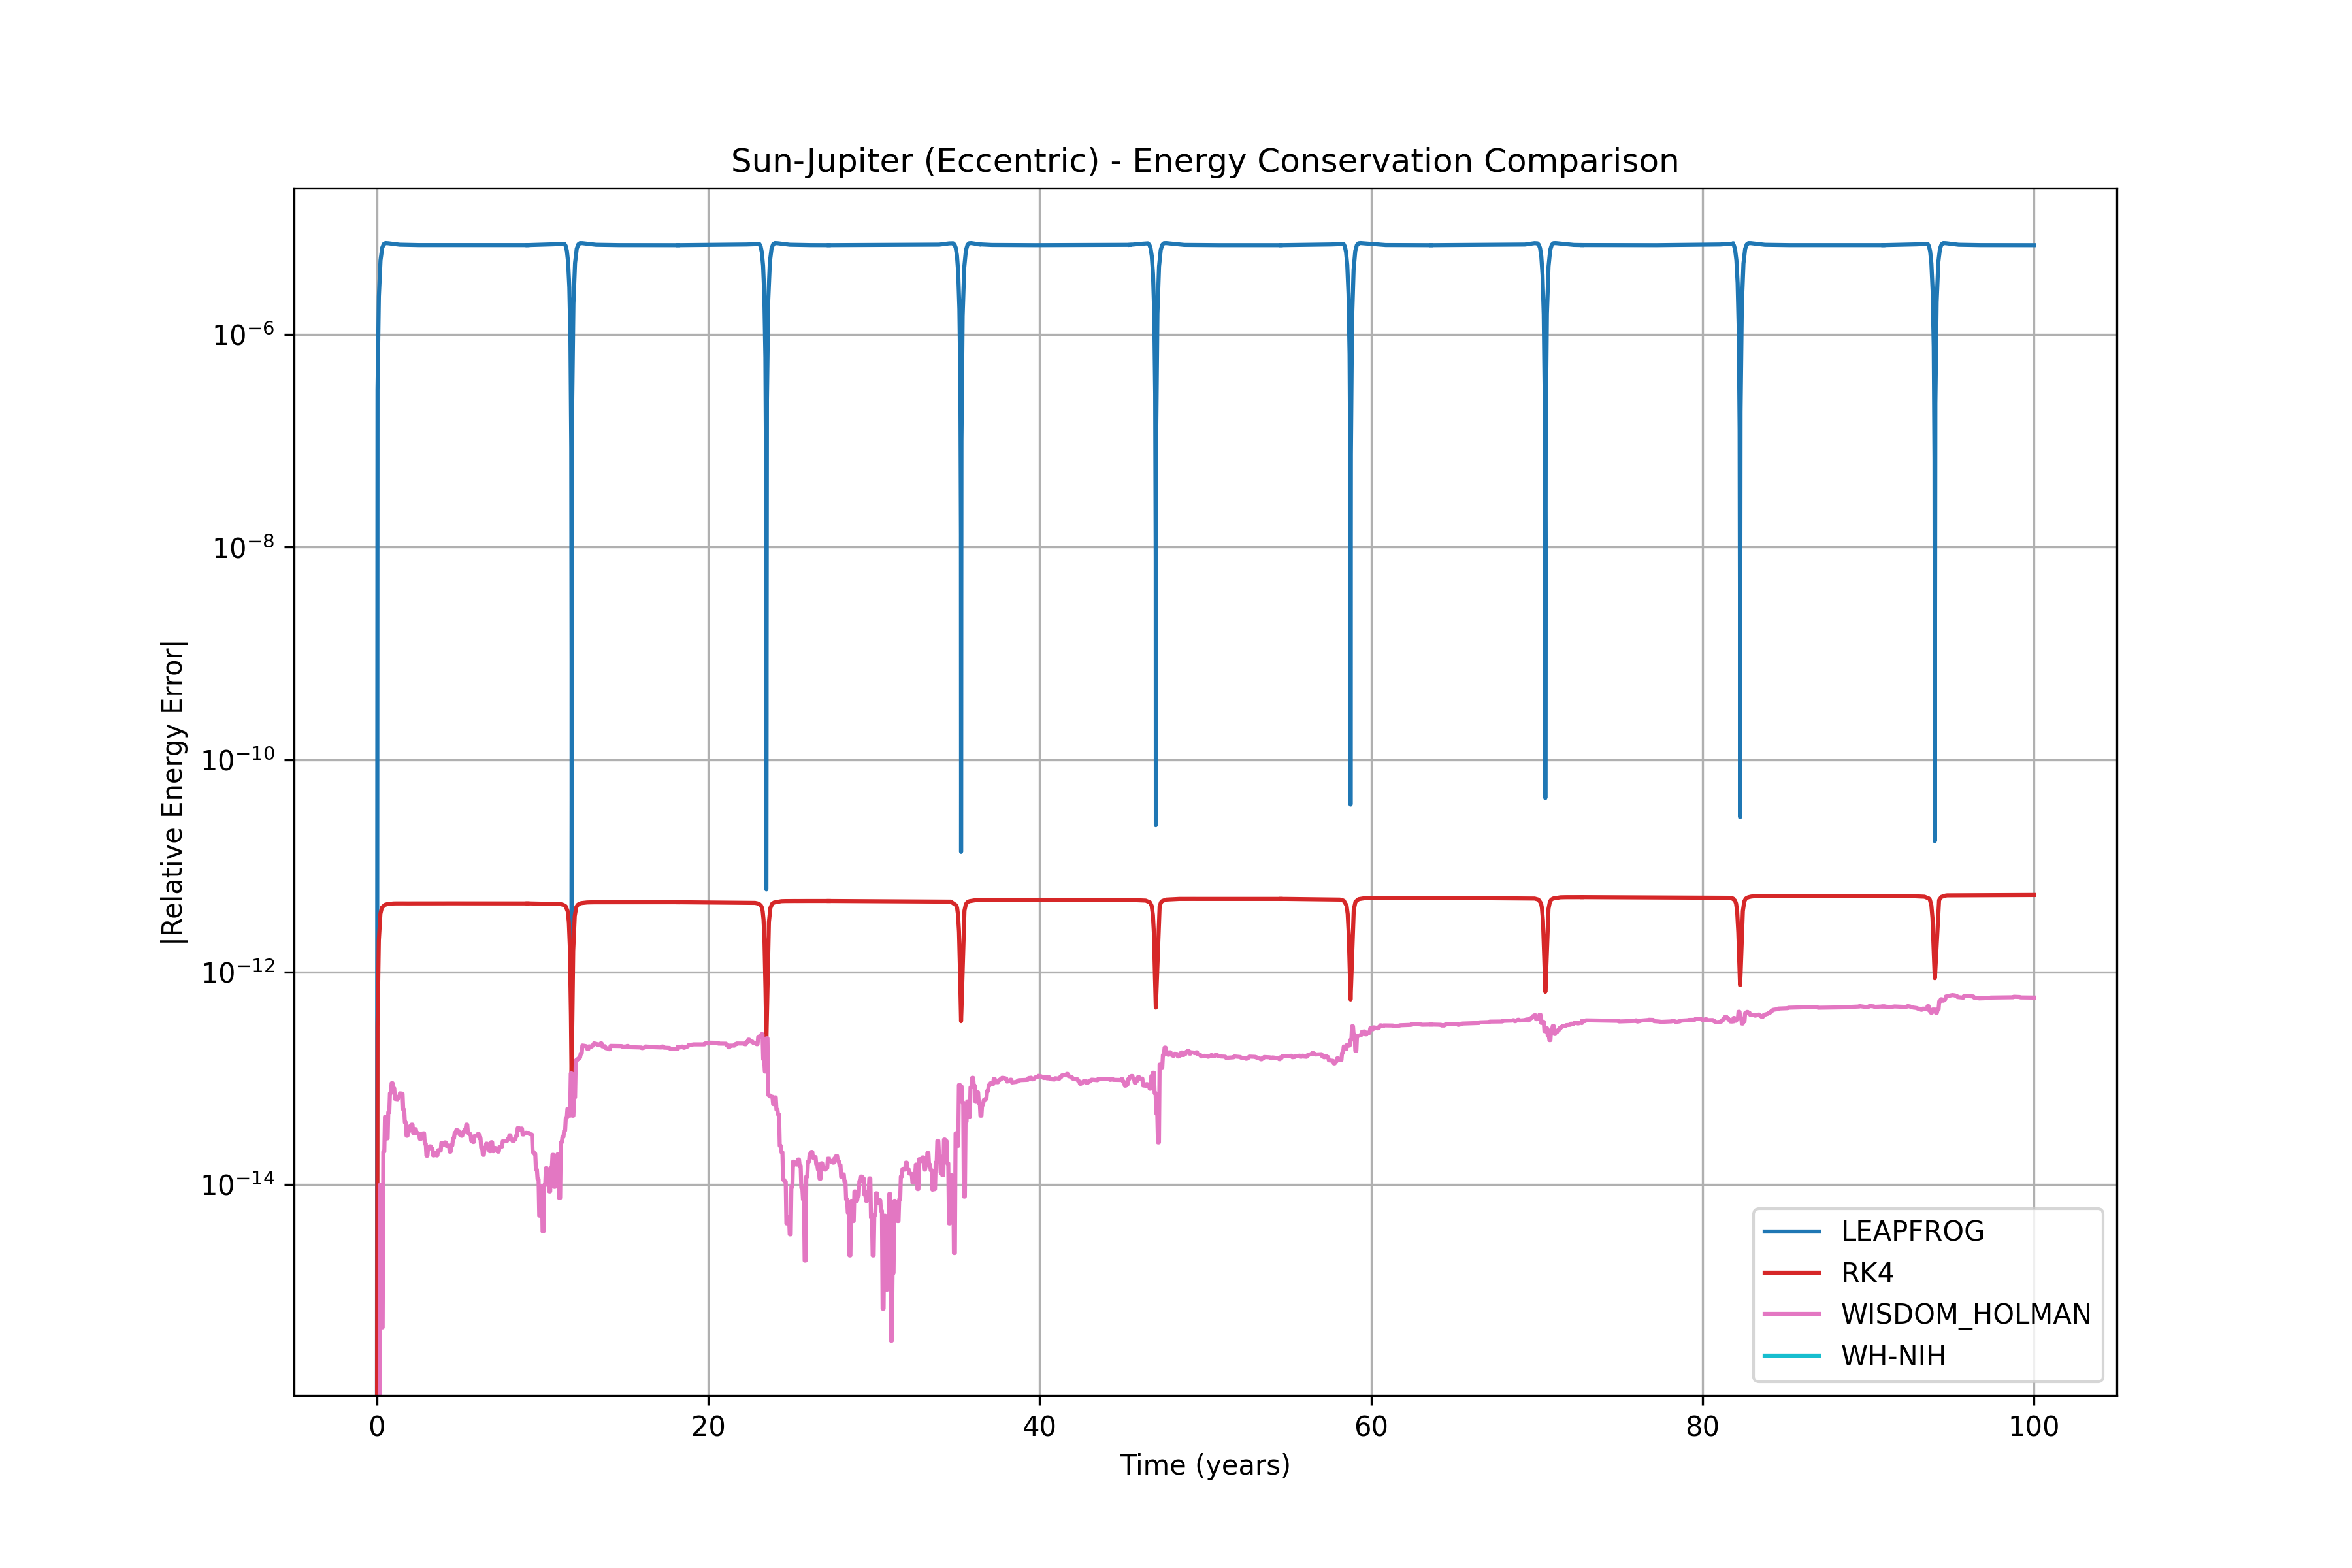 Sun-Jupiter (Eccentric) - Energy Conservation Comparison
|Relative Energy Error|
10⁻⁶
10⁻⁸
10⁻¹⁰
10⁻¹²
10⁻¹⁴
LEAPFROG
RK4
WISDOM_HOLMAN
WH-NIH
0 20 40 60 80 100
Time (years)